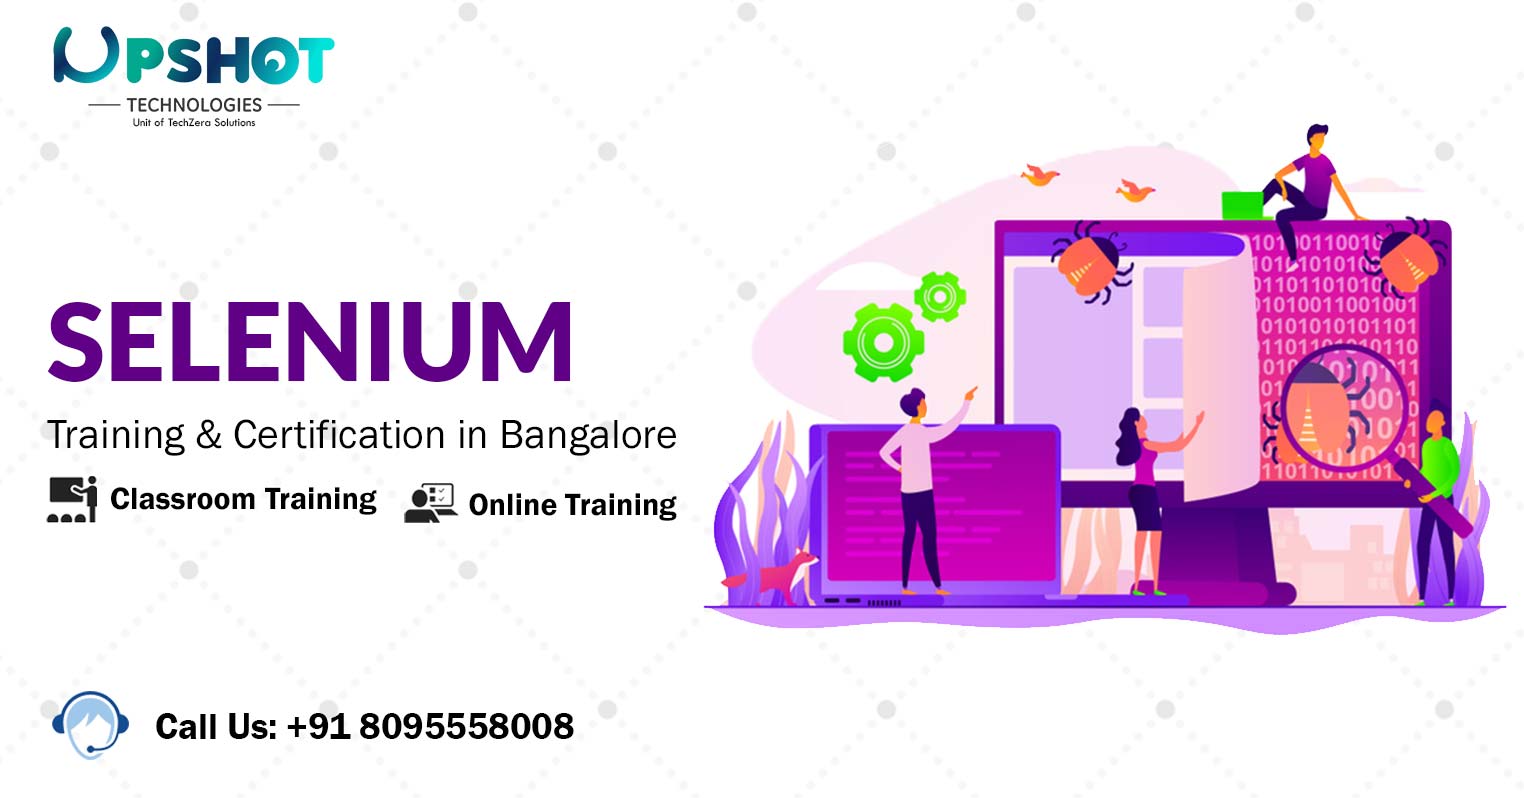 UPSHOT
TECHNOLOGIES
Unit of TechZera Solutions
SELENIUM
Training & Certification in Bangalore
Classroom Training
Online Training
Call Us: +91 8095558008